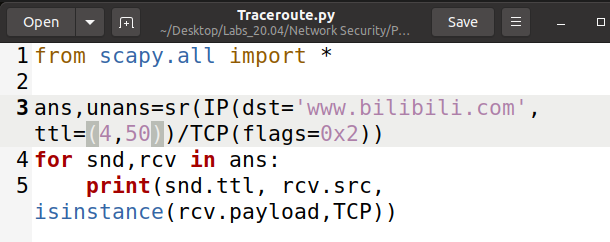 Open
Traceroute.py
~/Desktop/Labs_20.04/Network Security/P...
Save
1 from scapy.all import *
2
3 ans,unans=sr(IP(dst='www.bilibili.com',
ttl=(4,50))/TCP(flags=0x2))
4 for snd,rcv in ans:
5     print(snd.ttl, rcv.src,
isinstance(rcv.payload,TCP))